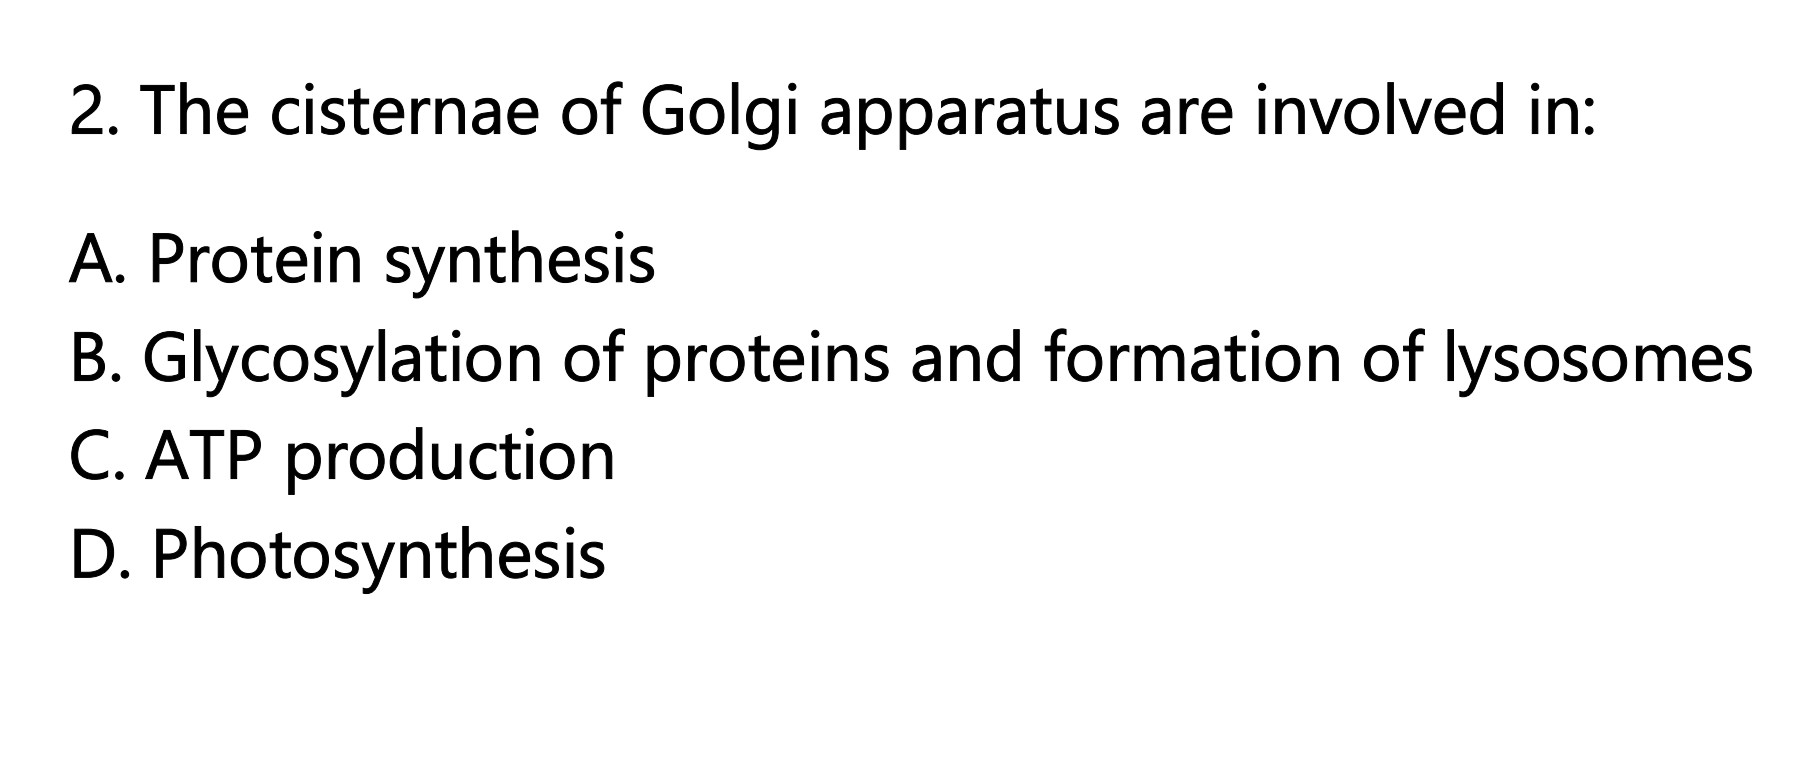 2. The cisternae of Golgi apparatus are involved in:
A. Protein synthesis
B. Glycosylation of proteins and formation of lysosomes
C. ATP production
D. Photosynthesis